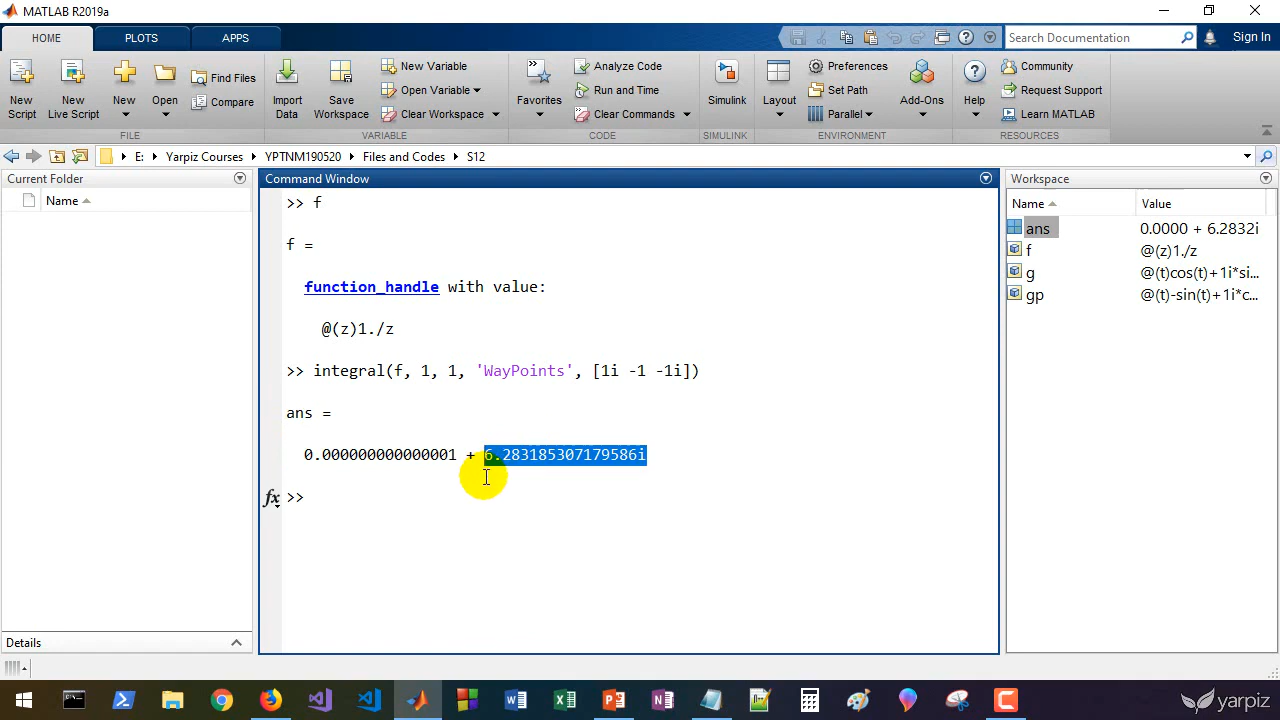 MATLAB R2019a
HOME
PLOTS
APPS
Search Documentation
Sign In
New Script
New Live Script
New
Open
Find Files
Compare
Import Data
Save Workspace
New Variable
Open Variable
Clear Workspace
Favorites
Analyze Code
Run and Time
Clear Commands
Simulink
Layout
Preferences
Set Path
Parallel
Add-Ons
Help
Community
Request Support
Learn MATLAB
FILE
VARIABLE
CODE
SIMULINK
ENVIRONMENT
RESOURCES
E: Yarpiz Courses YPTNM190520 Files and Codes S12
Current Folder
Name
Details
Command Window
>> f
f =
function_handle with value:
@(z)1./z
>> integral(f, 1, 1, 'WayPoints', [1i -1 -1i])
ans =
0.000000000000001 + 6.283185307179586i
fx >>
Workspace
Name Value
ans 0.0000 + 6.2832i
f @(z)1./z
g @(t)cos(t)+1i*si...
gp @(t)-sin(t)+1i*c...
yarpiz